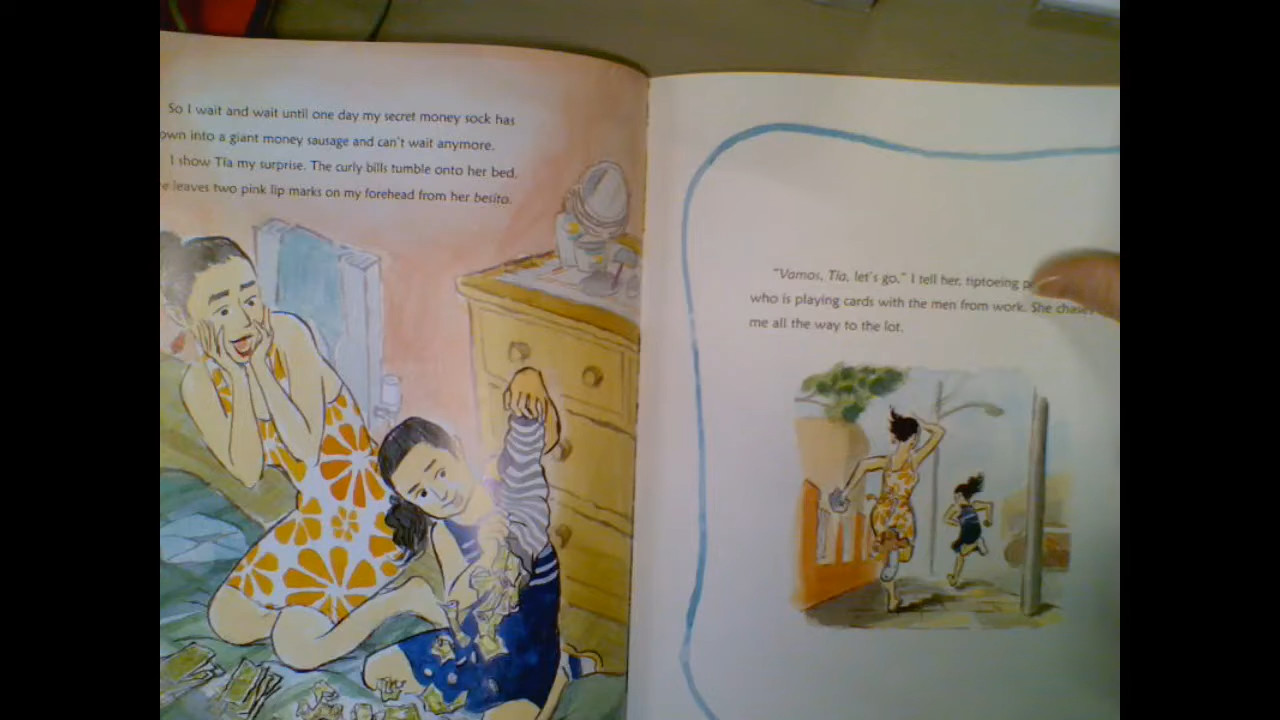 So I wait and wait until one day my secret money sock has
into a giant money sausage and can't wait anymore.
I show Tía my surprise. The curly bills tumble onto her bed.
leaves two pink lip marks on my forehead from her besito.
"Vamos, Tía, let's go," I tell her, tiptoeing
who is playing cards with the men from work. She chases
me all the way to the lot.